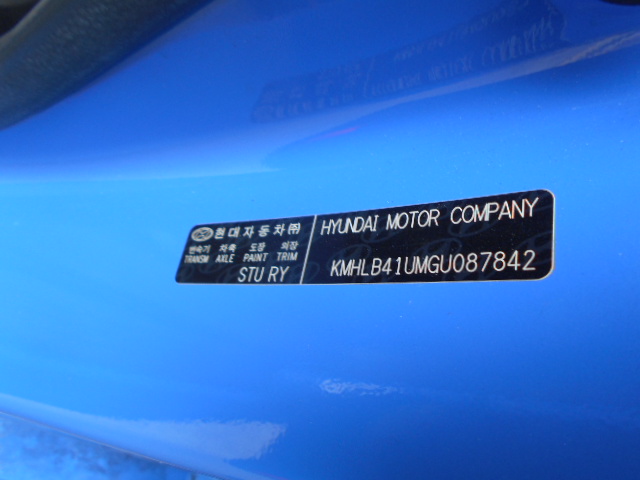 현대자동차㈜
변속기 차축 도장 의장
TRANSM AXLE PAINT TRIM
STU RY
HYUNDAI MOTOR COMPANY
KMHLB41UMGU087842